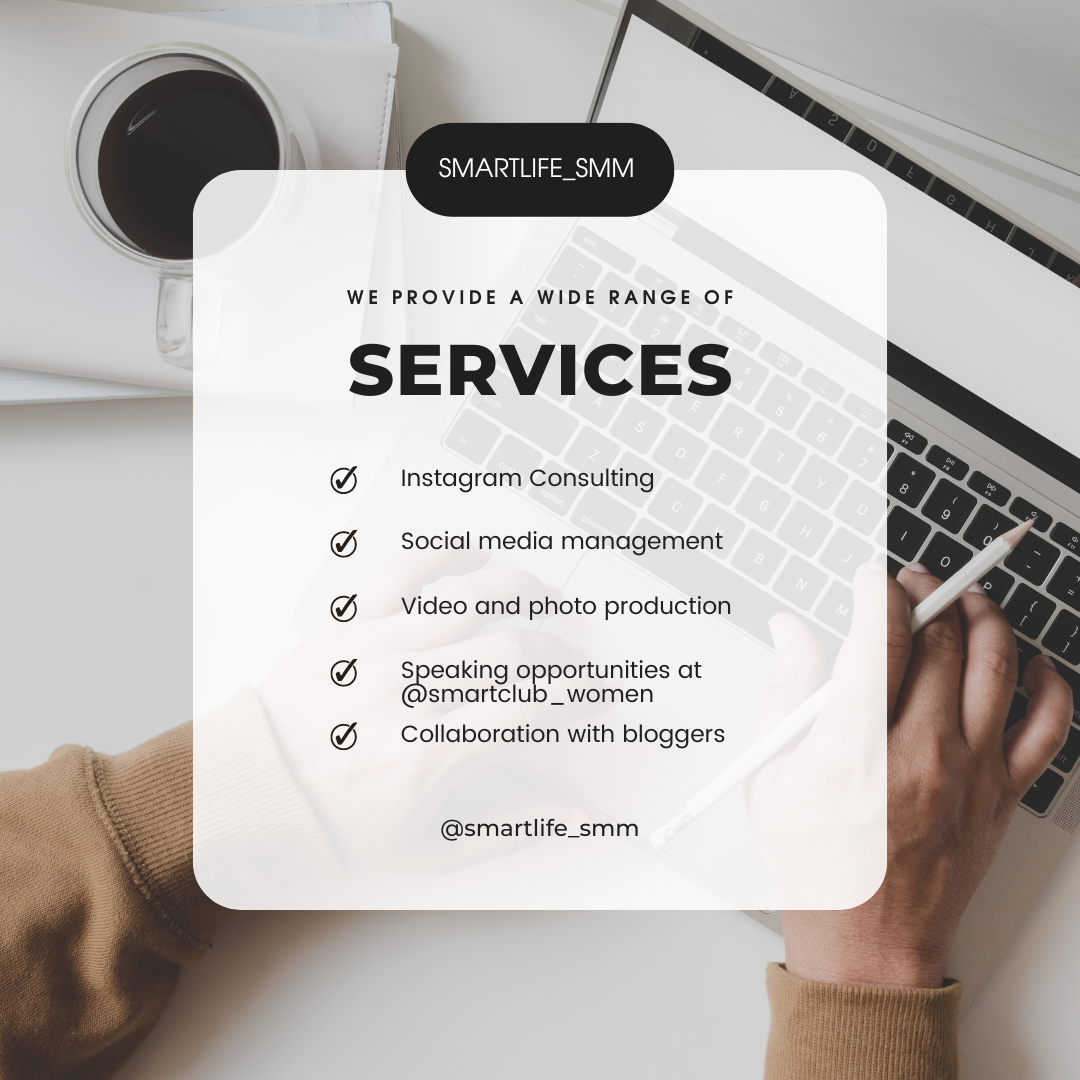 SMARTLIFE_SMM
WE PROVIDE A WIDE RANGE OF
SERVICES
Instagram Consulting
Social media management
Video and photo production
Speaking opportunities at
@smartclub_women
Collaboration with bloggers
@smartlife_smm